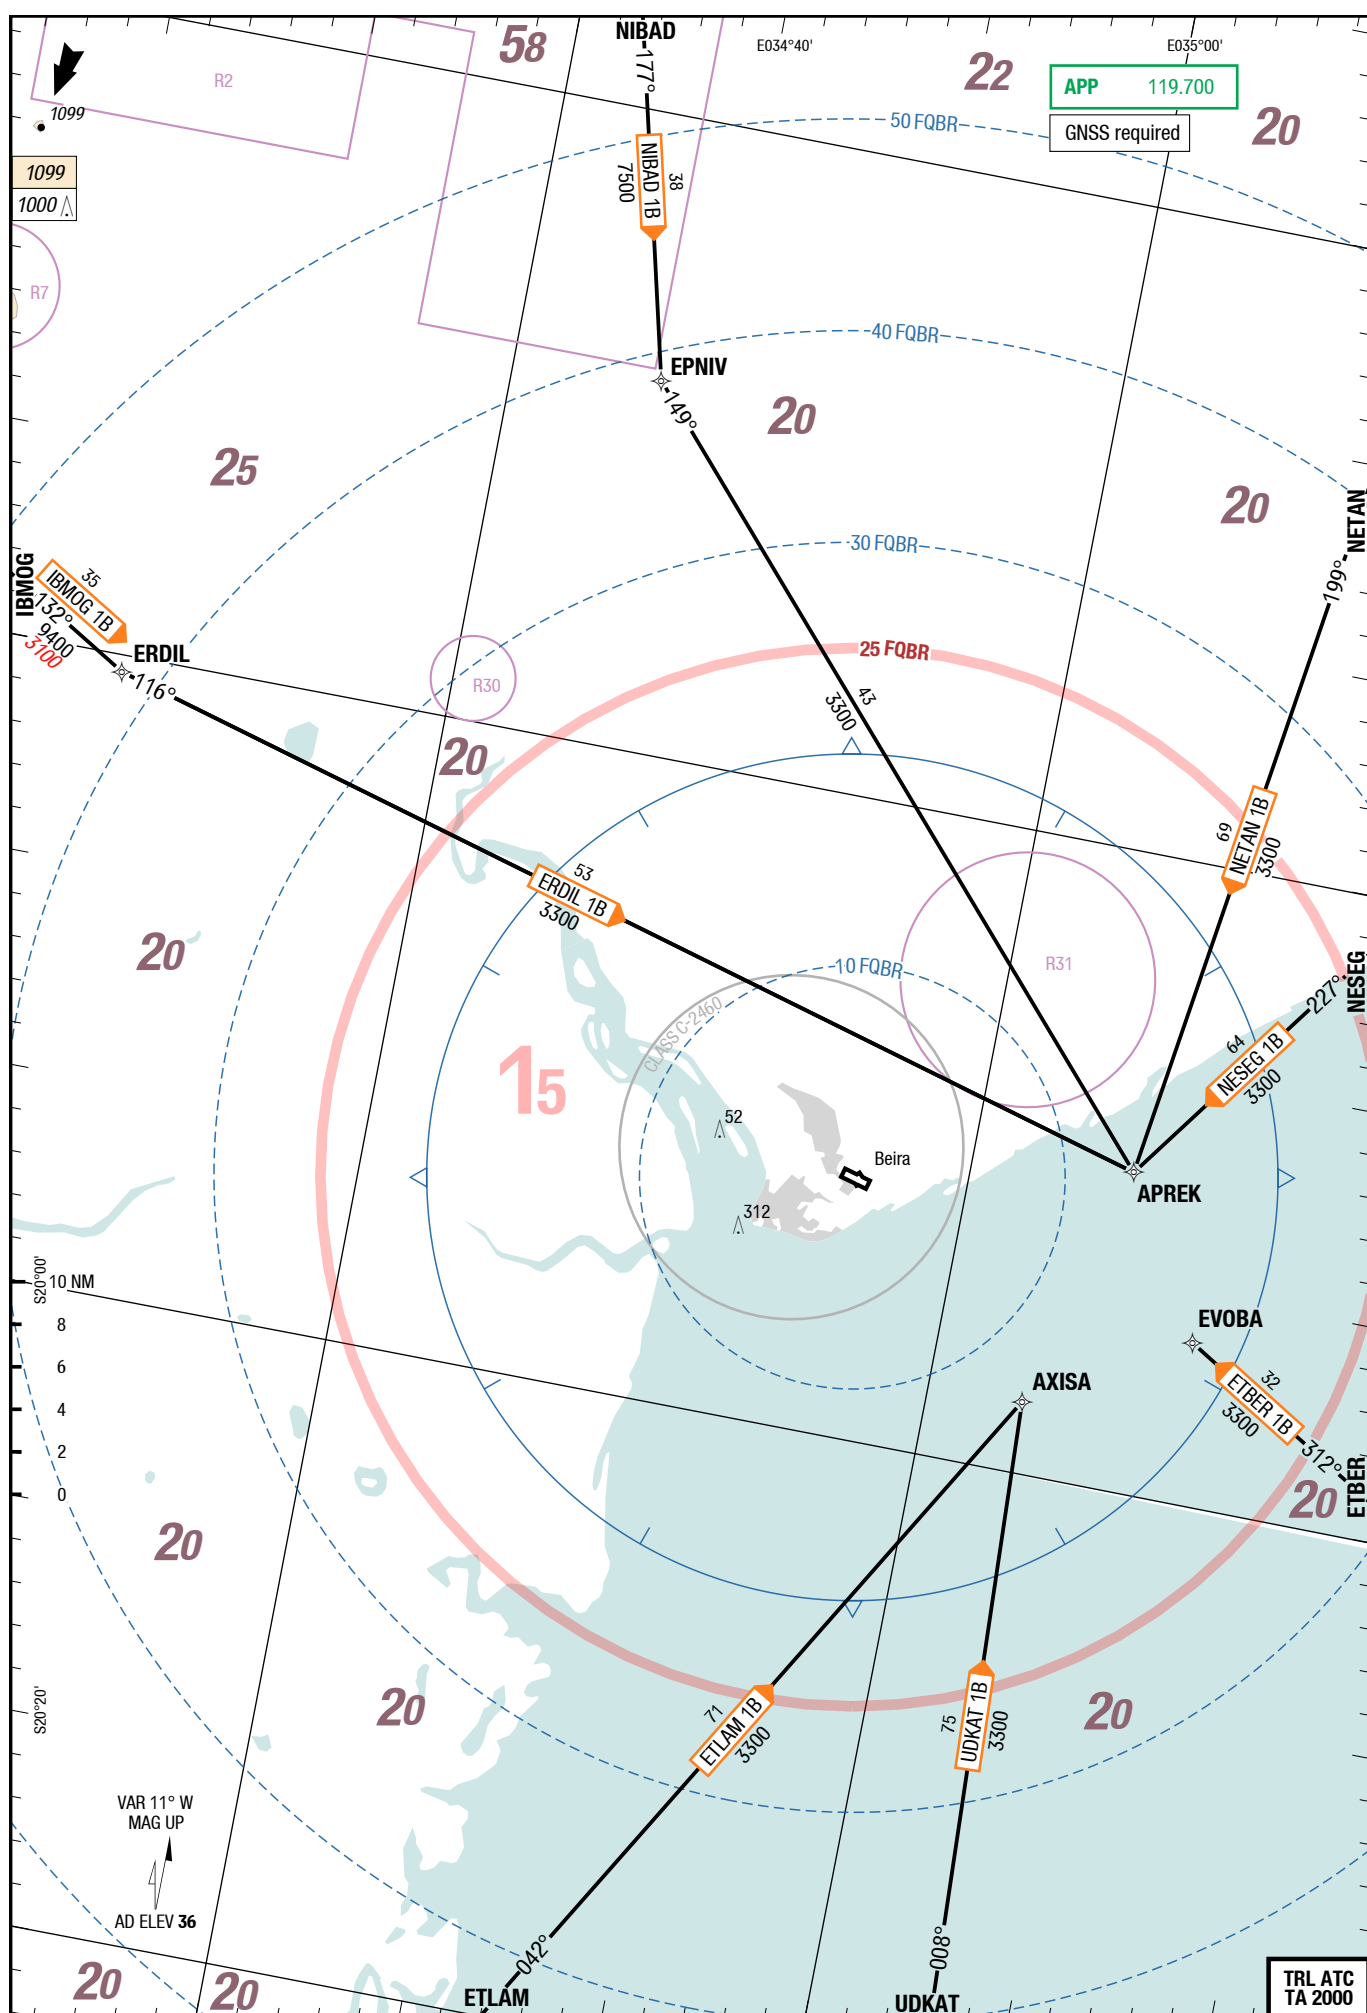 NIBAD
58
E034°40'
E035°00'
22
R2
177°
APP 119.700
1099
50 FQBR
GNSS required
20
1099
1000
NIBAD 1B
38
7500
R7
40 FQBR
EPNIV
149°
20
25
20
NETAN
30 FQBR
199°
IBMOG
35
IBMOG 1B
132°
9400
3100
ERDIL
116°
25 FQBR
R30
43
3300
20
69
NETAN 1B
3300
53
ERDIL 1B
3300
20
10 FQBR
R31
NESEG
227°
CLASS C-2460
64
NESEG 1B
3300
15
52
Beira
APREK
312
S20°00'
10 NM
8
6
4
2
0
EVOBA
AXISA
32
ETBER 1B
3300
312°
ETBER
20
20
S20°20'
20
71
ETLAM 1B
3300
75
UDKAT 1B
3300
20
VAR 11° W
MAG UP
AD ELEV 36
042°
008°
20
20
ETLAM
UDKAT
TRL ATC
TA 2000